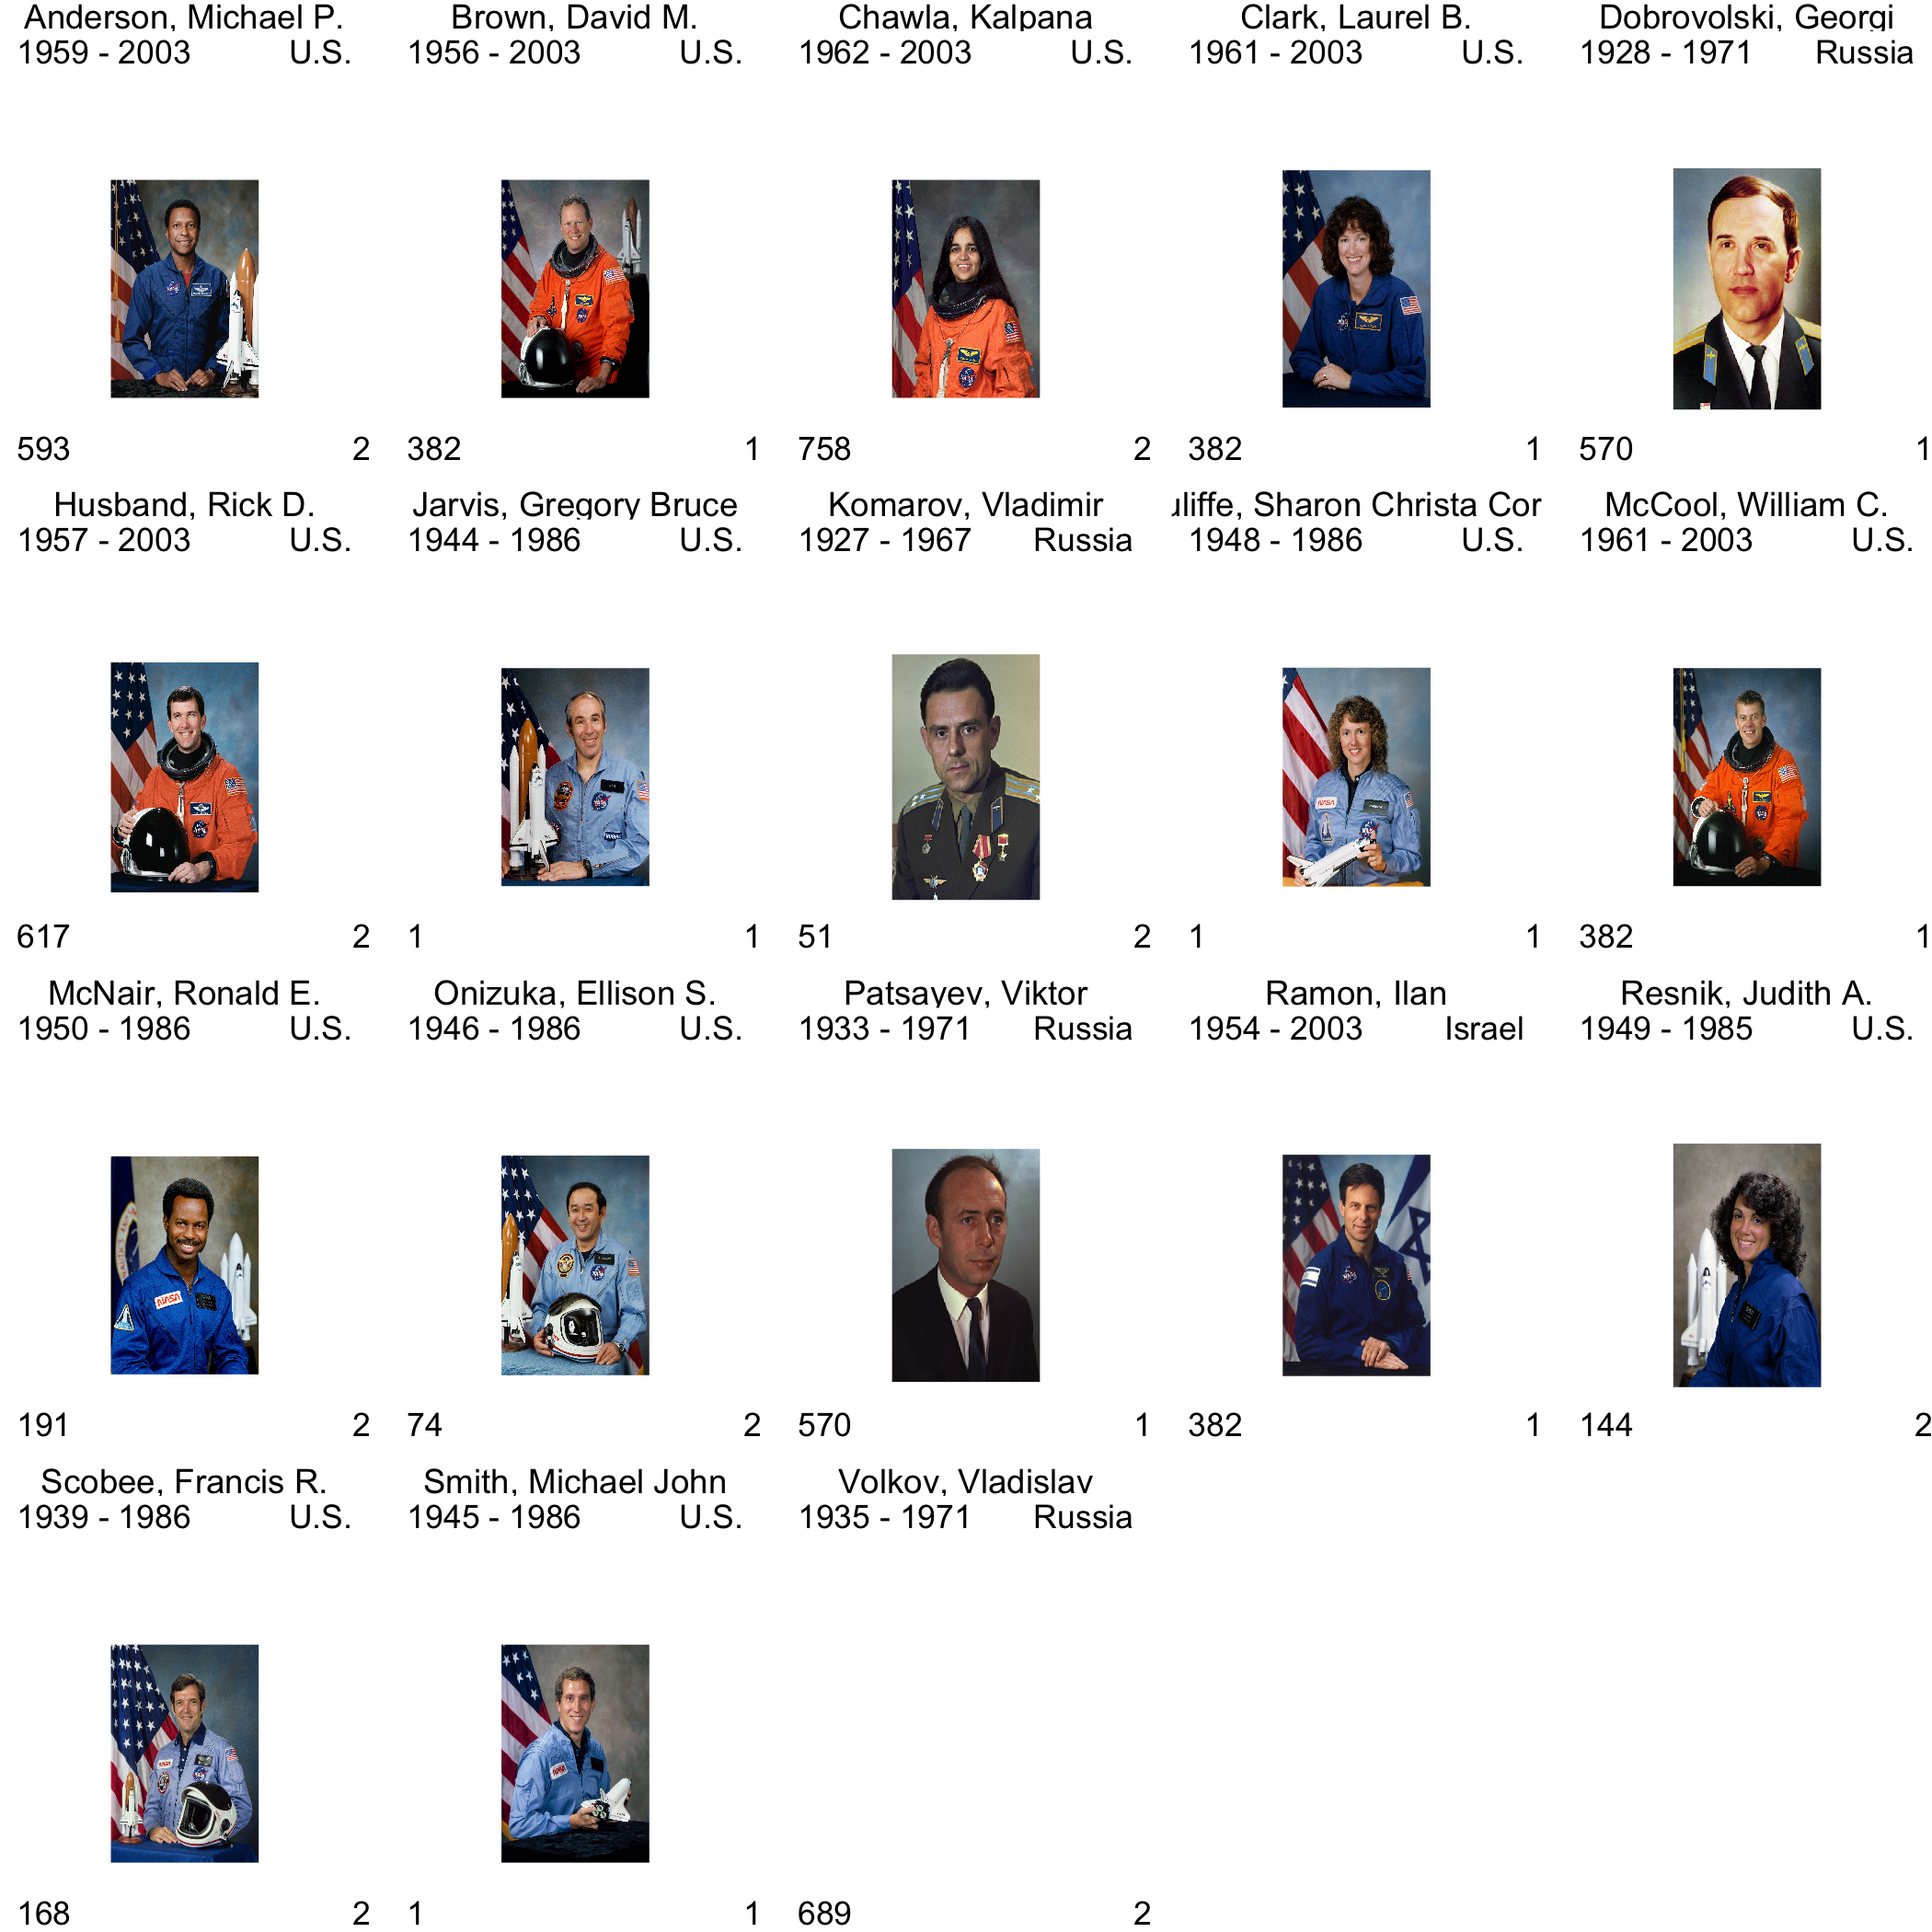 Anderson, Michael P.
1959 - 2003 U.S.
593 2
Brown, David M.
1956 - 2003 U.S.
382 1
Chawla, Kalpana
1962 - 2003 U.S.
758 2
Clark, Laurel B.
1961 - 2003 U.S.
382 1
Dobrovolski, Georgi
1928 - 1971 Russia
570 1
Husband, Rick D.
1957 - 2003 U.S.
617 2
Jarvis, Gregory Bruce
1944 - 1986 U.S.
1 1
Komarov, Vladimir
1927 - 1967 Russia
51 2
uliffe, Sharon Christa Cor
1948 - 1986 U.S.
1 1
McCool, William C.
1961 - 2003 U.S.
382 1
McNair, Ronald E.
1950 - 1986 U.S.
191 2
Onizuka, Ellison S.
1946 - 1986 U.S.
74 2
Patsayev, Viktor
1933 - 1971 Russia
570 1
Ramon, Ilan
1954 - 2003 Israel
382 1
Resnik, Judith A.
1949 - 1985 U.S.
144 2
Scobee, Francis R.
1939 - 1986 U.S.
168 2
Smith, Michael John
1945 - 1986 U.S.
1 1
Volkov, Vladislav
1935 - 1971 Russia
689 2